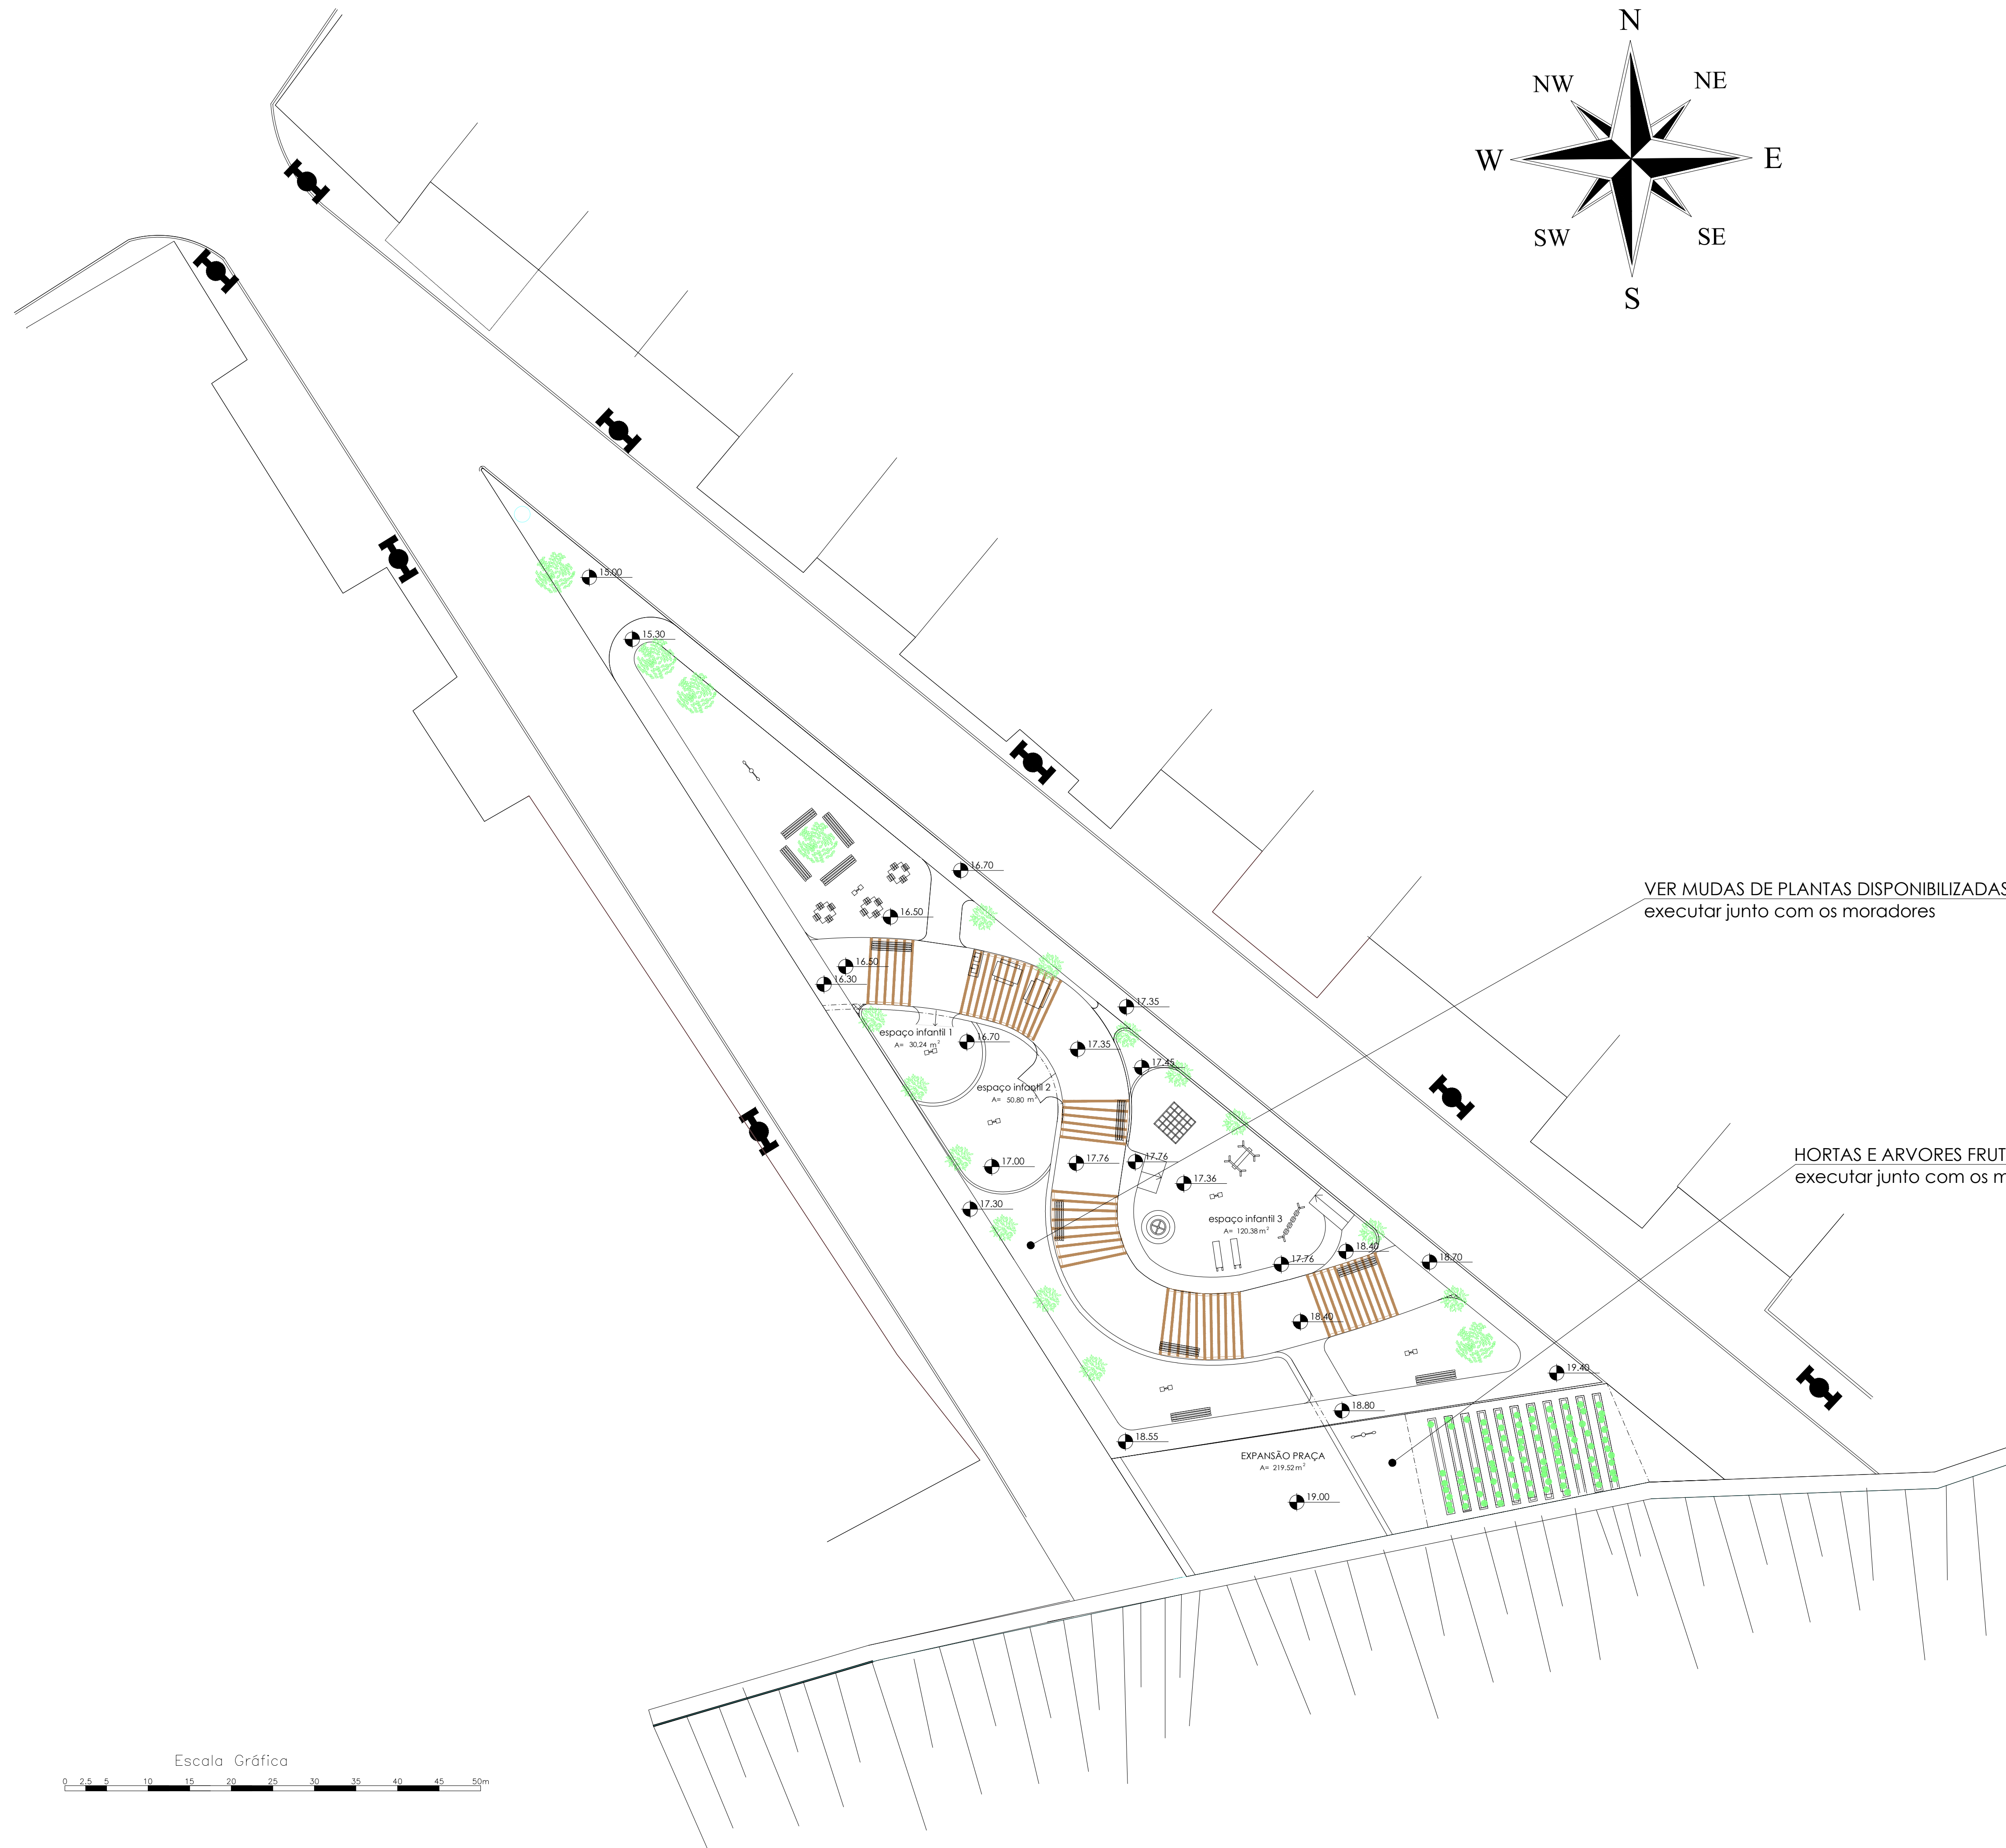 N
NW
NE
W
E
SW
SE
S
15.00
15.30
16.70
VER MUDAS DE PLANTAS DISPONIBILIZADAS
executar junto com os moradores
16.50
16.50
16.30
17.35
espaço infantil 1
A= 30,24 m²
16.70
17.35
17.45
espaço infantil 2
A= 50.80 m²
HORTAS E ARVORES FRUT
executar junto com os m
17.00
17.76
17.76
17.36
17.30
espaço infantil 3
A= 120.38 m²
17.76
18.40
18.70
18.40
19.40
18.80
18.55
EXPANSÃO PRAÇA
A= 219.52 m²
19.00
Escala Gráfica
0 2.5 5 10 15 20 25 30 35 40 45 50m